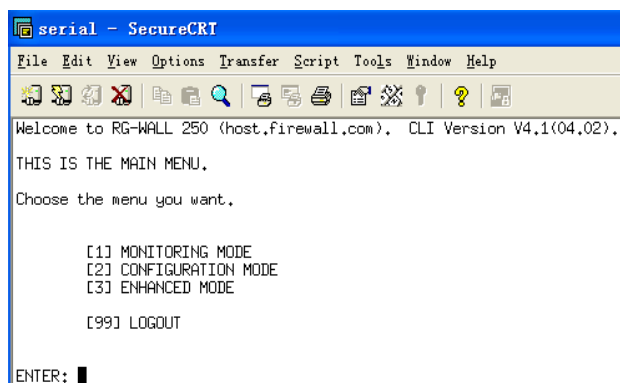 serial - SecureCRT
File Edit View Options Transfer Script Tools Window Help
Welcome to RG-WALL 250 (host.firewall.com). CLI Version V4.1(04.02).
THIS IS THE MAIN MENU.
Choose the menu you want.
[1] MONITORING MODE
[2] CONFIGURATION MODE
[3] ENHANCED MODE
[99] LOGOUT
ENTER: